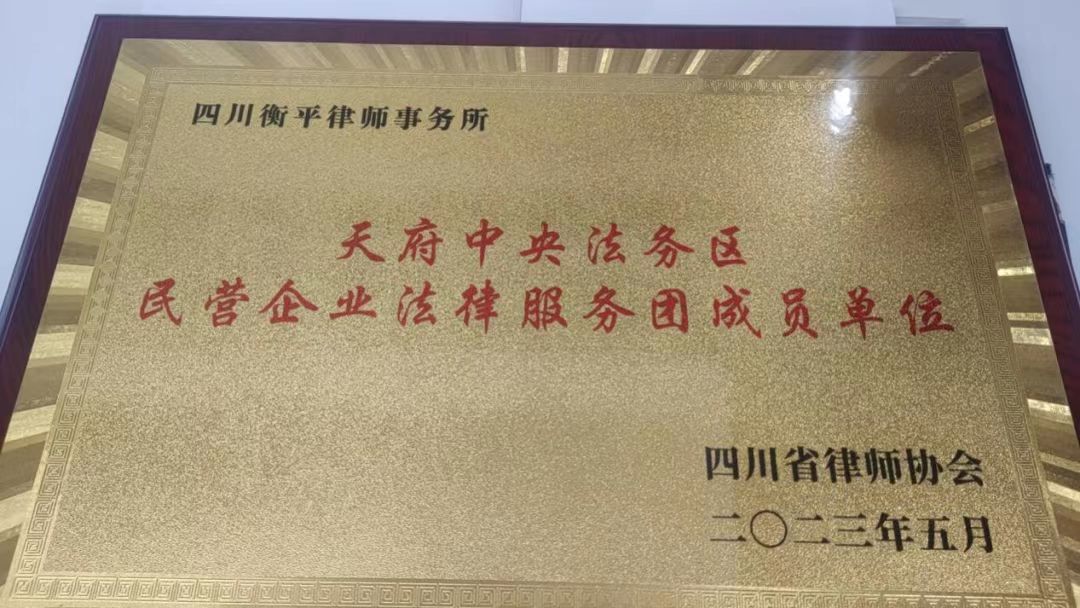 四川衡平律师事务所
天府中央法务区
民营企业法律服务团成员单位
四川省律师协会
二〇二三年五月